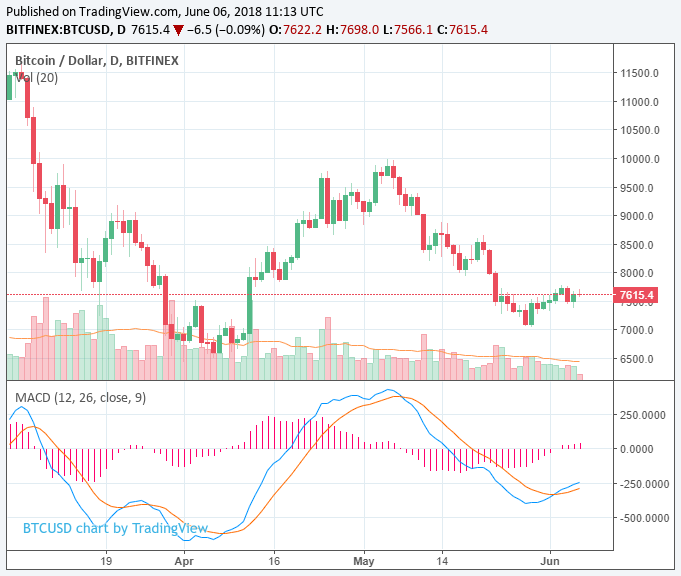 Published on TradingView.com, June 06, 2018 11:13 UTC
BITFINEX:BTCUSD, D 7615.4 ▼ −6.5 (−0.09%) O:7622.2 H:7698.0 L:7566.1 C:7615.4
Bitcoin / Dollar, D, BITFINEX
Vol (20)
11500.0
11000.0
10500.0
10000.0
9500.0
9000.0
8500.0
8000.0
7615.4
7000.0
6500.0
MACD (12, 26, close, 9)
250.0000
0.0000
-250.0000
-500.0000
BTCUSD chart by TradingView
19 Apr 16 May 14 Jun